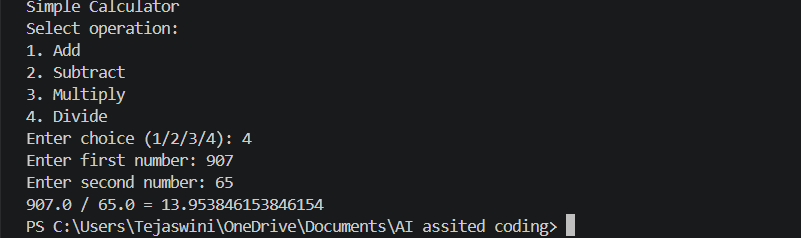 Simple Calculator
Select operation:
1. Add
2. Subtract
3. Multiply
4. Divide
Enter choice (1/2/3/4): 4
Enter first number: 907
Enter second number: 65
907.0 / 65.0 = 13.953846153846154
PS C:\Users\Tejaswini\OneDrive\Documents\AI assited coding>